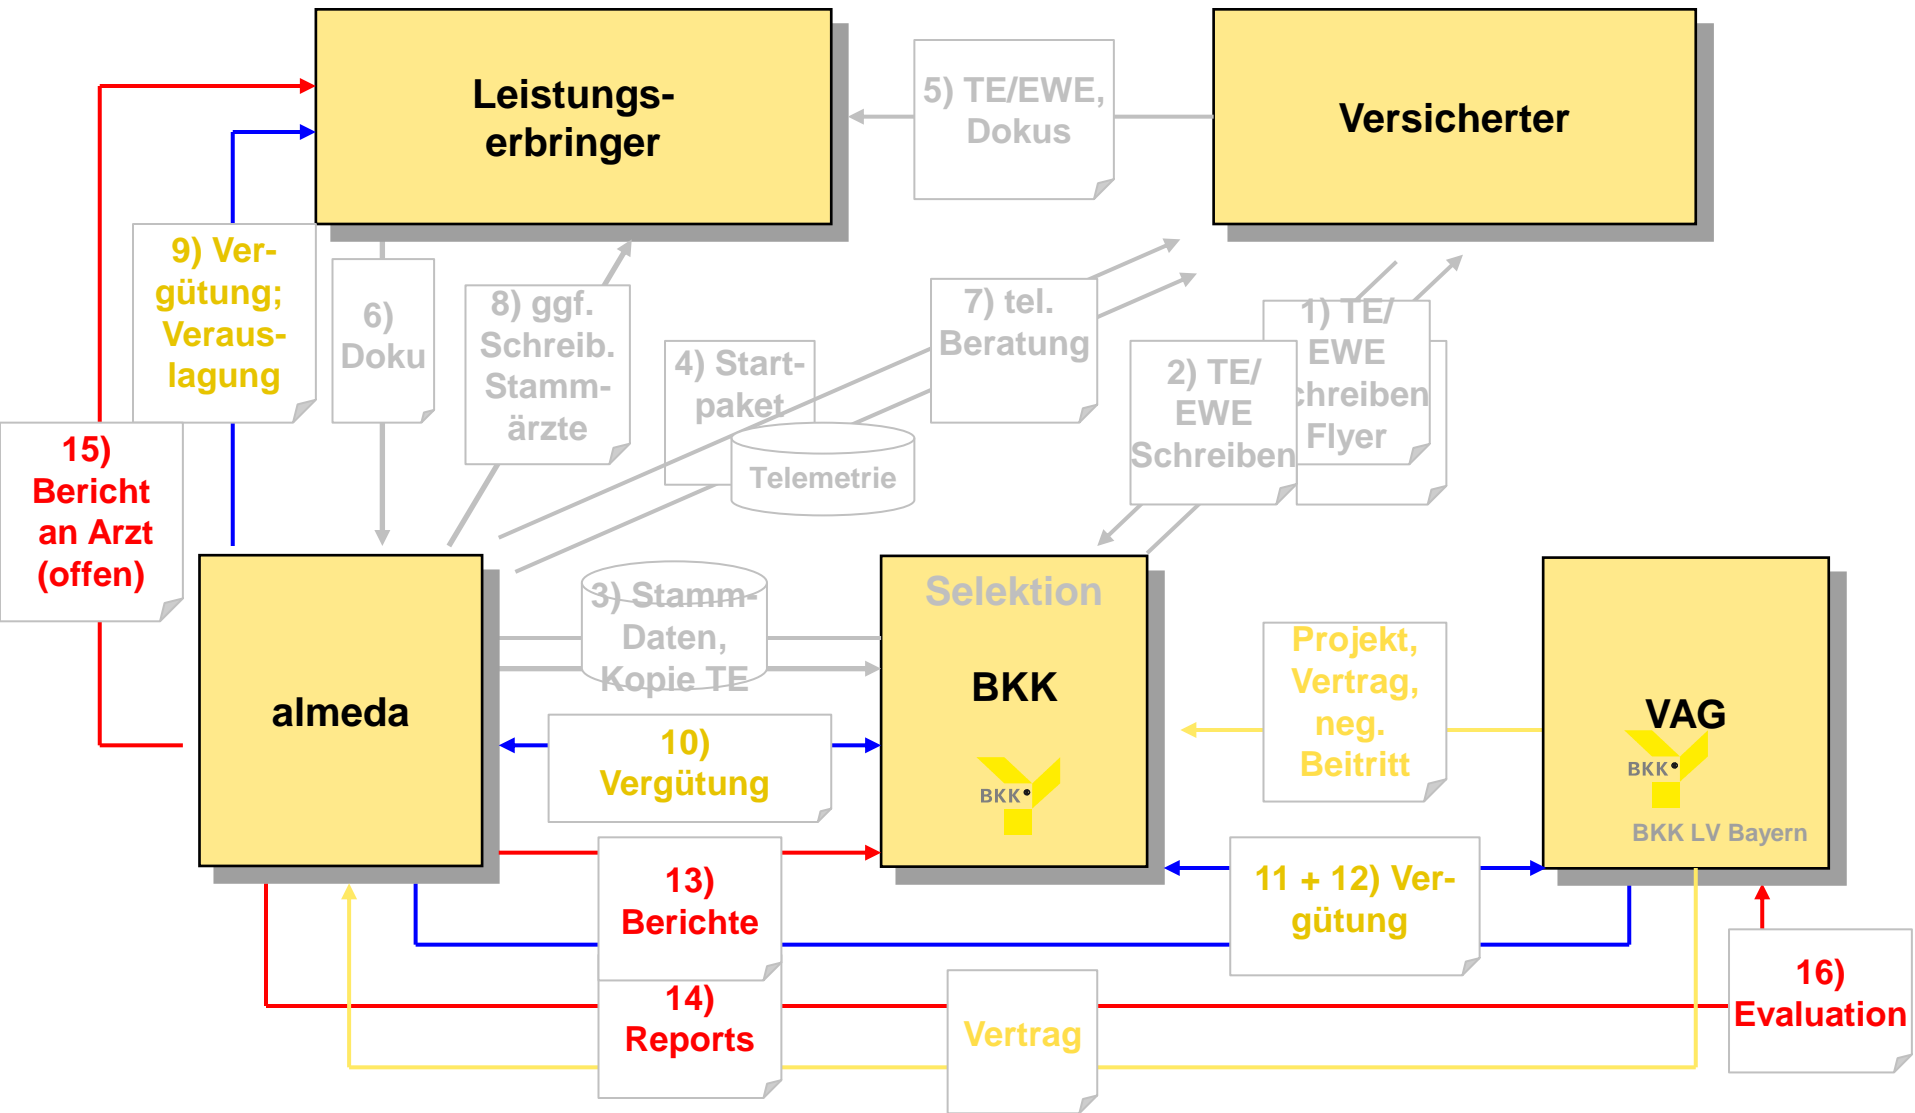 Leistungs-
erbringer
5) TE/EWE,
Dokus
Versicherter
9) Ver-
gütung;
Veraus-
lagung
6)
Doku
8) ggf.
Schreib.
Stamm-
ärzte
4) Start-
paket
Telemetrie
7) tel.
Beratung
2) TE/
EWE
Schreiben
1) TE/
EWE
chreiben
Flyer
15)
Bericht
an Arzt
(offen)
almeda
3) Stamm-
Daten,
Kopie TE
Selektion
BKK
BKK
Projekt,
Vertrag,
neg.
Beitritt
VAG
BKK
BKK LV Bayern
10)
Vergütung
13)
Berichte
11 + 12) Ver-
gütung
14)
Reports
Vertrag
16)
Evaluation